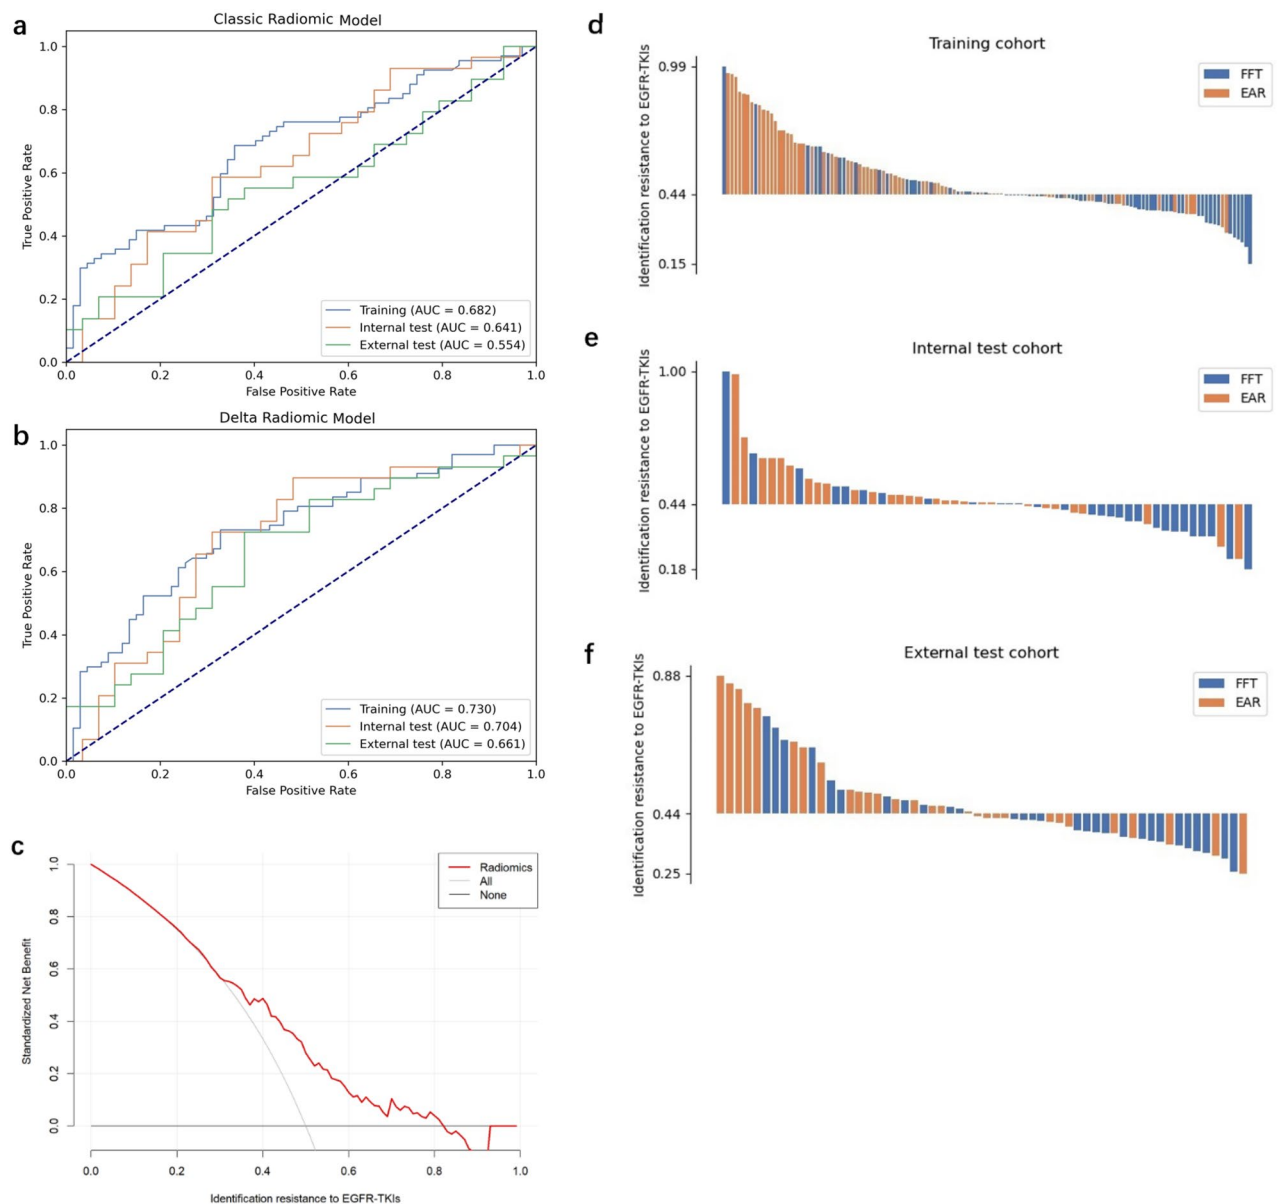 a
Classic Radiomic Model
True Positive Rate
1.0
0.8
0.6
0.4
0.2
0.0
Training (AUC = 0.682)
Internal test (AUC = 0.641)
External test (AUC = 0.554)
0.0 0.2 0.4 0.6 0.8 1.0
False Positive Rate
b
Delta Radiomic Model
True Positive Rate
1.0
0.8
0.6
0.4
0.2
0.0
Training (AUC = 0.730)
Internal test (AUC = 0.704)
External test (AUC = 0.661)
0.0 0.2 0.4 0.6 0.8 1.0
False Positive Rate
c
Standardized Net Benefit
1.0
0.8
0.6
0.4
0.2
0.0
Radiomics
All
None
0.0 0.2 0.4 0.6 0.8 1.0
Identification resistance to EGFR-TKIs
d
Training cohort
Identification resistance to EGFR-TKIs
0.99
0.44
0.15
FFT
EAR
e
Internal test cohort
Identification resistance to EGFR-TKIs
1.00
0.44
0.18
FFT
EAR
f
External test cohort
Identification resistance to EGFR-TKIs
0.88
0.44
0.25
FFT
EAR